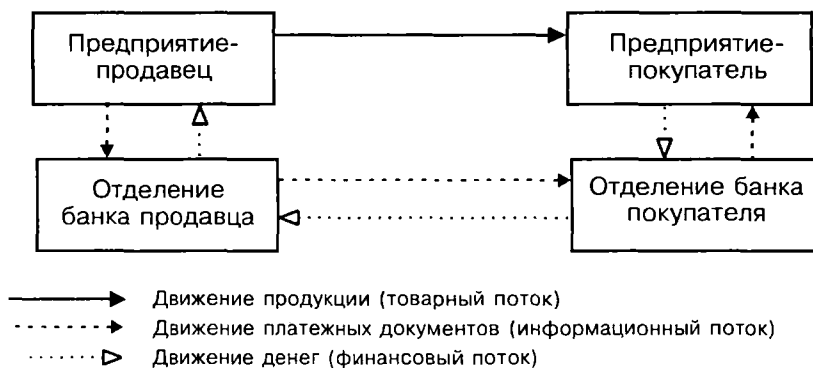 Предприятие-
продавец
Предприятие-
покупатель
Отделение
банка продавца
Отделение банка
покупателя
Движение продукции (товарный поток)
Движение платежных документов (информационный поток)
Движение денег (финансовый поток)